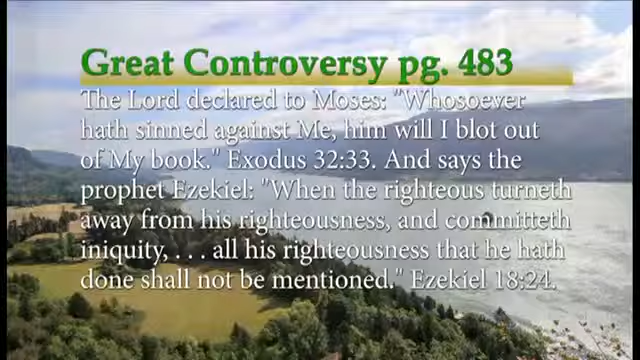 Great Controversy pg. 483
The Lord declared to Moses: "Whosoever
hath sinned against Me, him will I blot out
of My book." Exodus 32:33. And says the
prophet Ezekiel: "When the righteous turneth
away from his righteousness, and committeth
iniquity, . . . all his righteousness that he hath
done shall not be mentioned." Ezekiel 18:24.